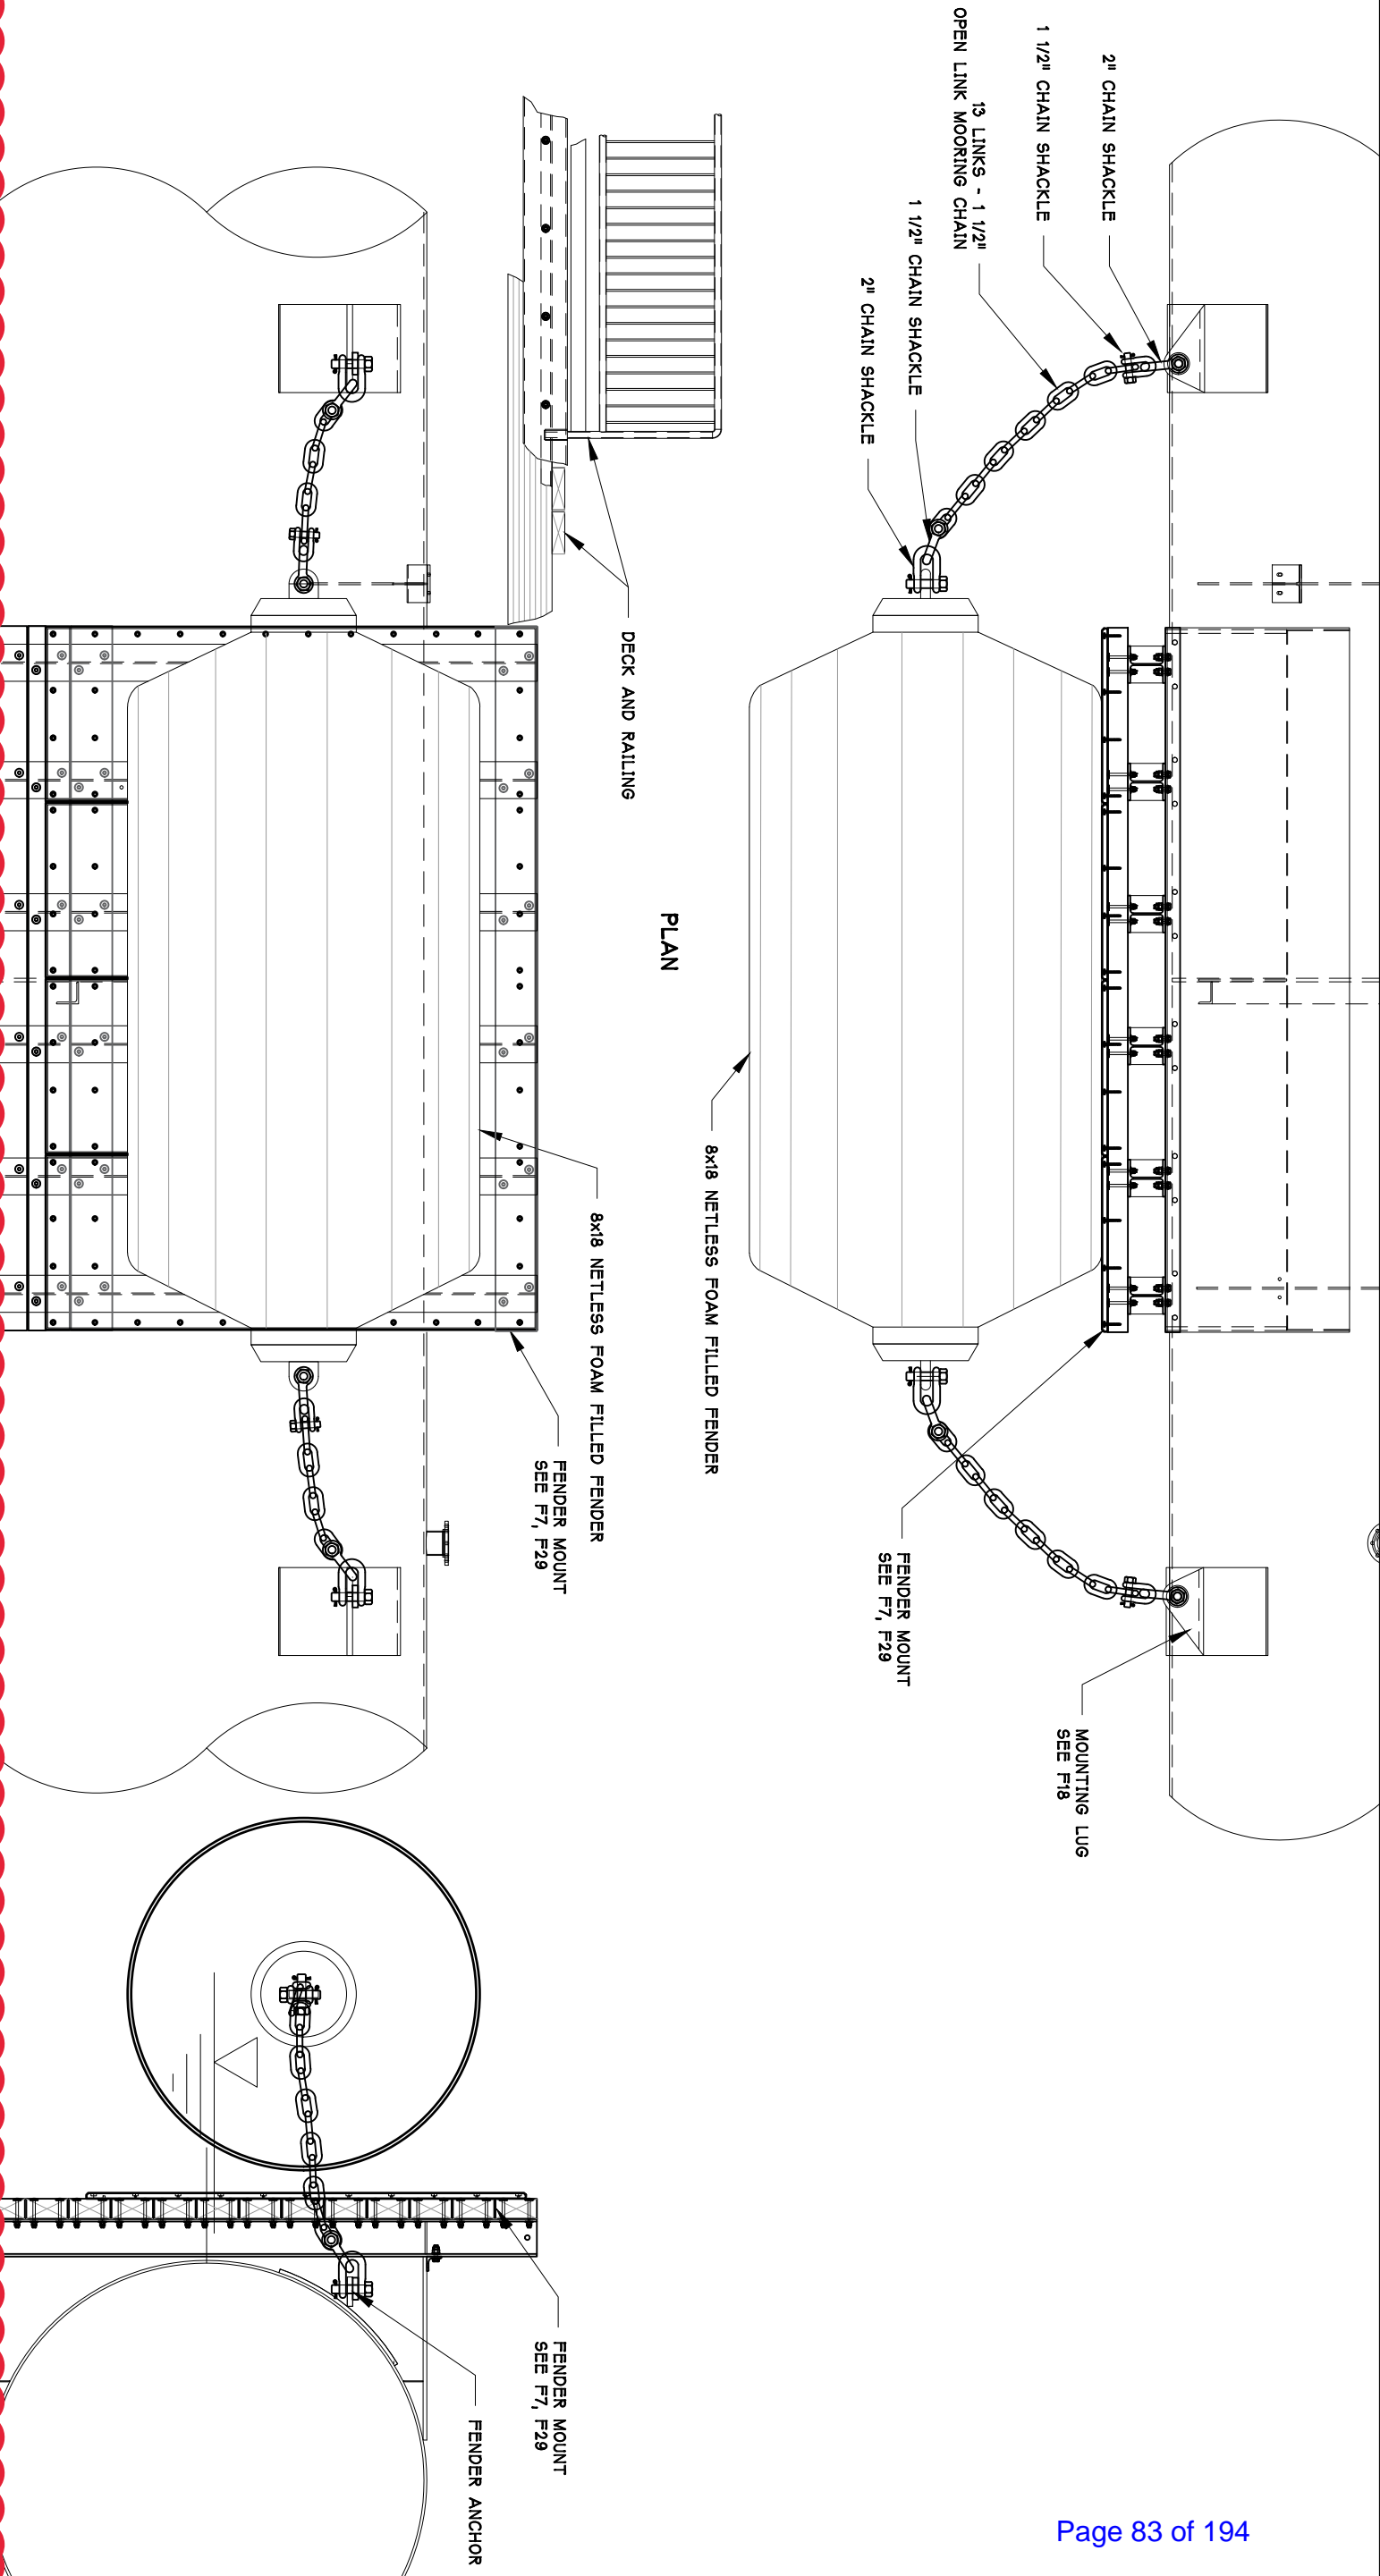 2" CHAIN SHACKLE
1 1/2" CHAIN SHACKLE
13 LINKS - 1 1/2"
OPEN LINK MOORING CHAIN
1 1/2" CHAIN SHACKLE
2" CHAIN SHACKLE
MOUNTING LUG
SEE F18
FENDER MOUNT
SEE F7, F29
8x18 NETLESS FOAM FILLED FENDER
PLAN
DECK AND RAILING
8x18 NETLESS FOAM FILLED FENDER
FENDER MOUNT
SEE F7, F29
FENDER MOUNT
SEE F7, F29
FENDER ANCHOR
Page 83 of 194